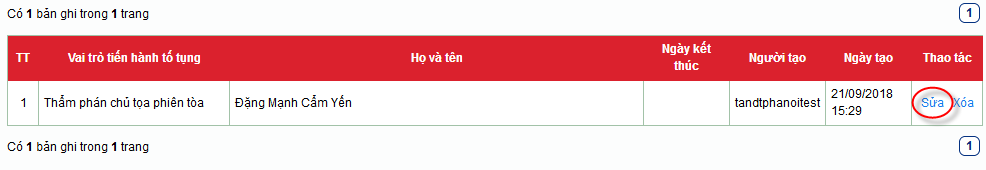 Có 1 bản ghi trong 1 trang
1
TT Vai trò tiến hành tố tụng Họ và tên Ngày kết thúc Người tạo Ngày tạo Thao tác
1 Thẩm phán chủ tọa phiên tòa Đặng Mạnh Cẩm Yến tandtphanoitest 21/09/2018 15:29 Sửa Xóa
Có 1 bản ghi trong 1 trang
1